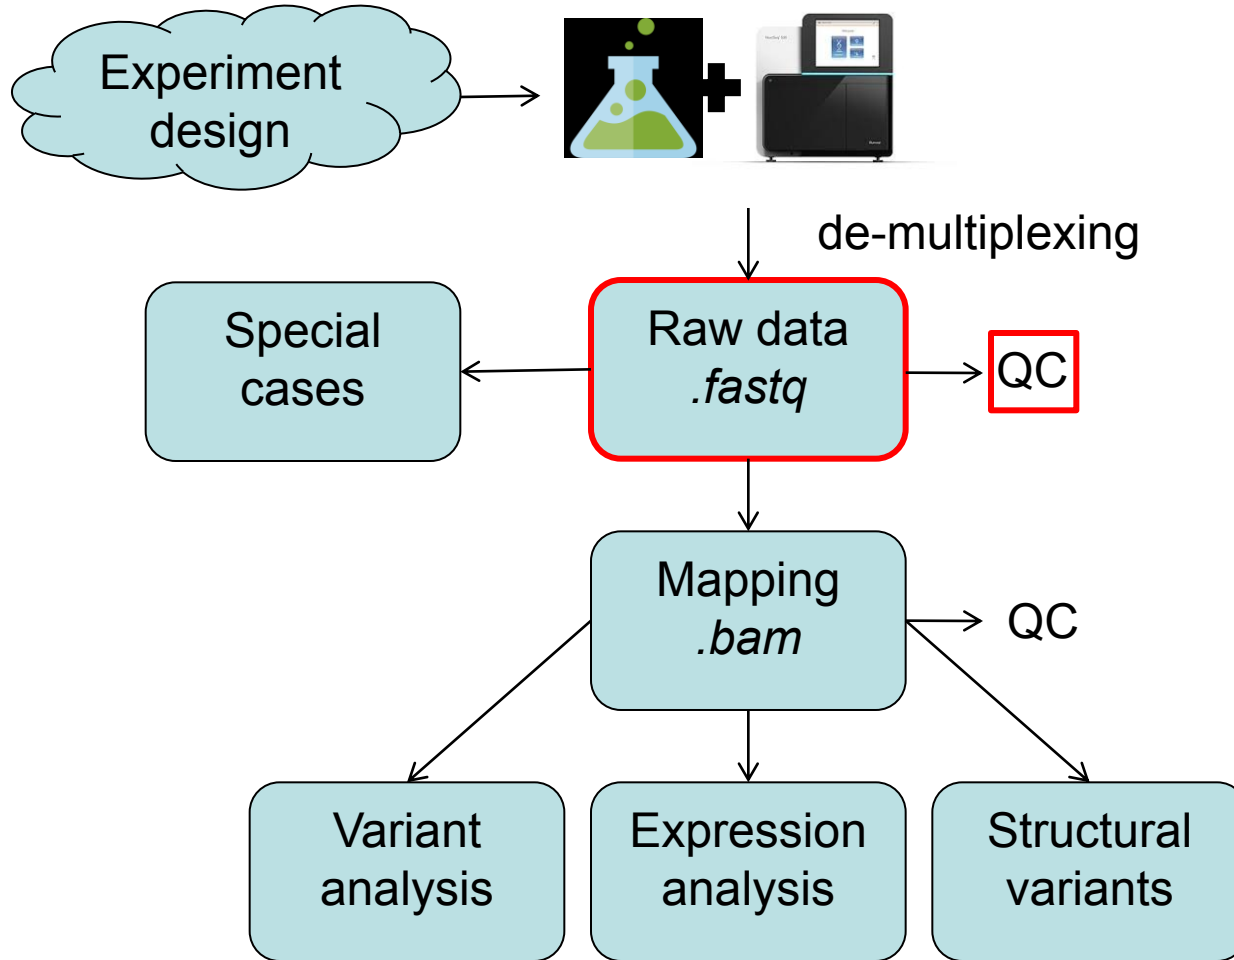 Experiment
design
de-multiplexing
Special
cases
Raw data
.fastq
QC
Mapping
.bam
QC
Variant
analysis
Expression
analysis
Structural
variants